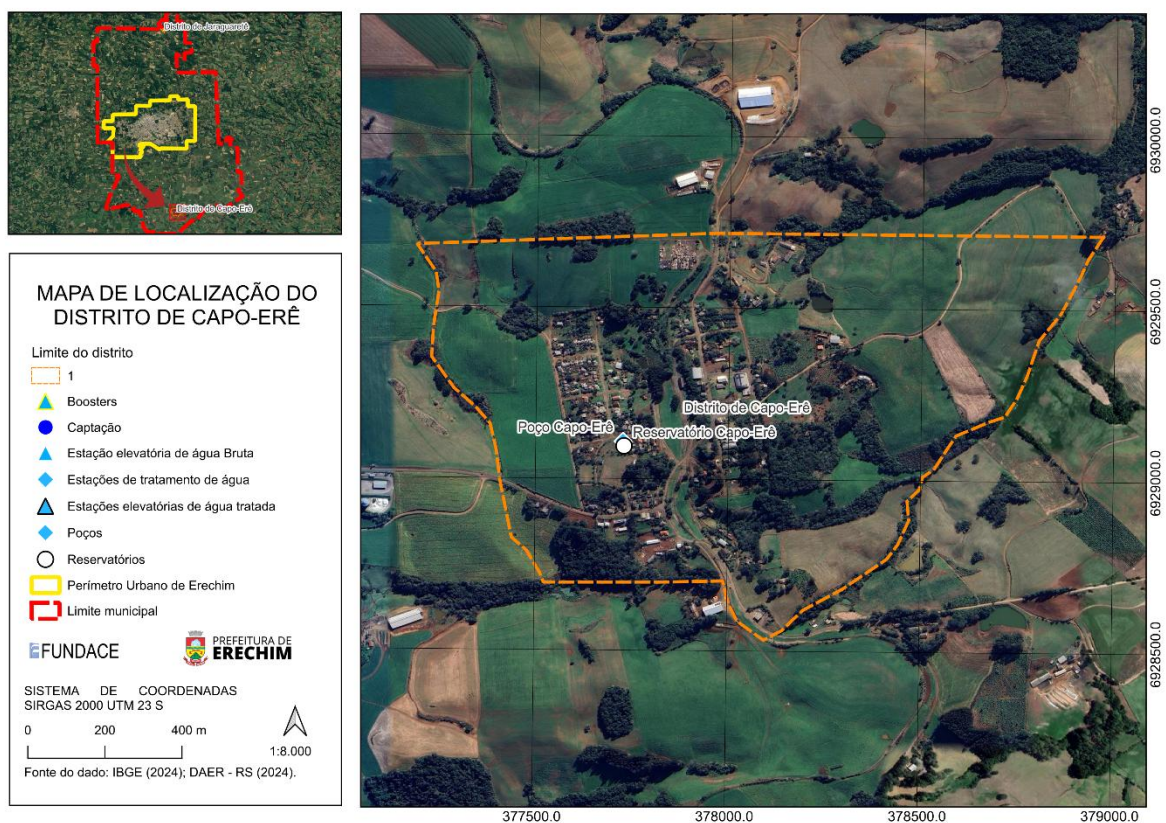 Distrito de Jaraguaretê
Distrito de Capo-Erê
MAPA DE LOCALIZAÇÃO DO
DISTRITO DE CAPO-ERÊ
Limite do distrito
1
Boosters
Captação
Estação elevatória de água Bruta
Estações de tratamento de água
Estações elevatórias de água tratada
Poços
Reservatórios
Perímetro Urbano de Erechim
Limite municipal
FUNDACE
PREFEITURA DE
ERECHIM
SISTEMA DE COORDENADAS
SIRGAS 2000 UTM 23 S
0 200 400 m
1:8.000
Fonte do dado: IBGE (2024); DAER - RS (2024).
Distrito de Capo-Erê
Poço Capo-Erê
Reservatório Capo-Erê
6930000.0
6929500.0
6929000.0
6928500.0
377500.0 378000.0 378500.0 379000.0